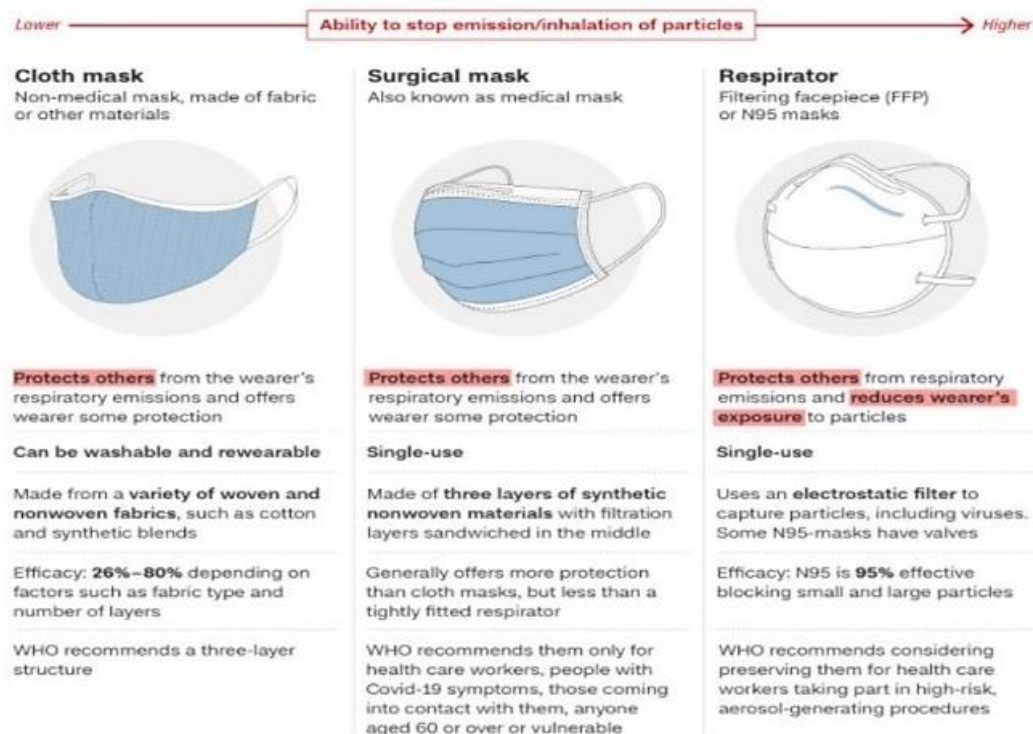 Lower
Ability to stop emission/inhalation of particles
Higher
Cloth mask
Non-medical mask, made of fabric
or other materials
Protects others from the wearer's
respiratory emissions and offers
wearer some protection
Can be washable and rewearable
Made from a variety of woven and
nonwoven fabrics, such as cotton
and synthetic blends
Efficacy: 26%–80% depending on
factors such as fabric type and
number of layers
WHO recommends a three-layer
structure
Surgical mask
Also known as medical mask
Protects others from the wearer's
respiratory emissions and offers
wearer some protection
Single-use
Made of three layers of synthetic
nonwoven materials with filtration
layers sandwiched in the middle
Generally offers more protection
than cloth masks, but less than a
tightly fitted respirator
WHO recommends them only for
health care workers, people with
Covid-19 symptoms, those coming
into contact with them, anyone
aged 60 or over or vulnerable
Respirator
Filtering facepiece (FFP)
or N95 masks
Protects others from respiratory
emissions and reduces wearer's
exposure to particles
Single-use
Uses an electrostatic filter to
capture particles, including viruses.
Some N95-masks have valves
Efficacy: N95 is 95% effective
blocking small and large particles
WHO recommends considering
preserving them for health care
workers taking part in high-risk,
aerosol-generating procedures